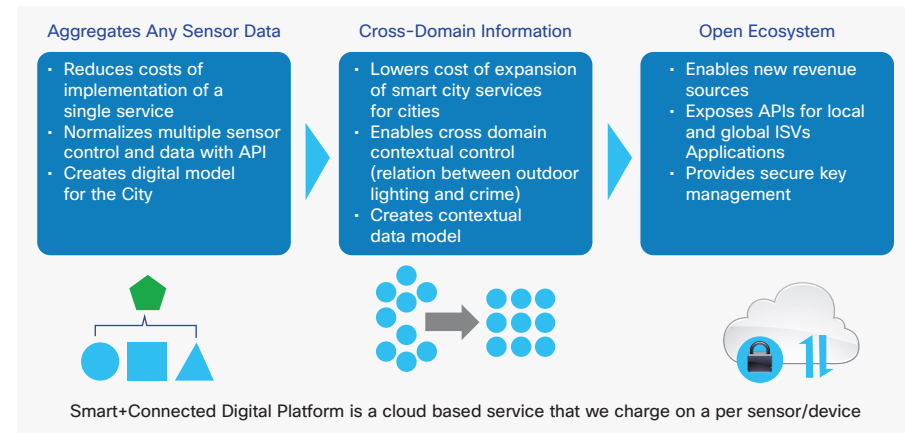 Aggregates Any Sensor Data
· Reduces costs of
implementation of a
single service
· Normalizes multiple sensor
control and data with API
· Creates digital model
for the City
Cross-Domain Information
· Lowers cost of expansion
of smart city services
for cities
· Enables cross domain
contextual control
(relation between outdoor
lighting and crime)
· Creates contextual
data model
Open Ecosystem
· Enables new revenue
sources
· Exposes APIs for local
and global ISVs
Applications
· Provides secure key
management
Smart+Connected Digital Platform is a cloud based service that we charge on a per sensor/device